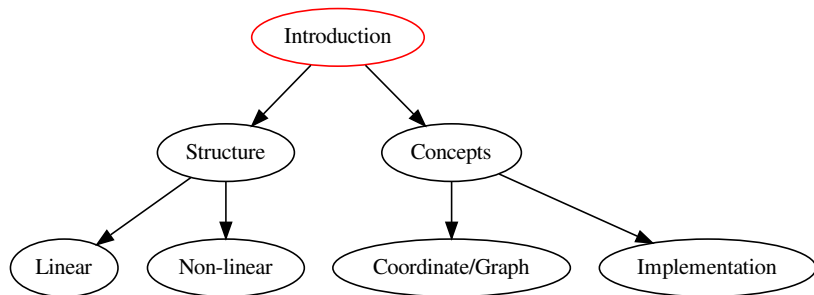 Introduction
Structure
Concepts
Linear
Non-linear
Coordinate/Graph
Implementation